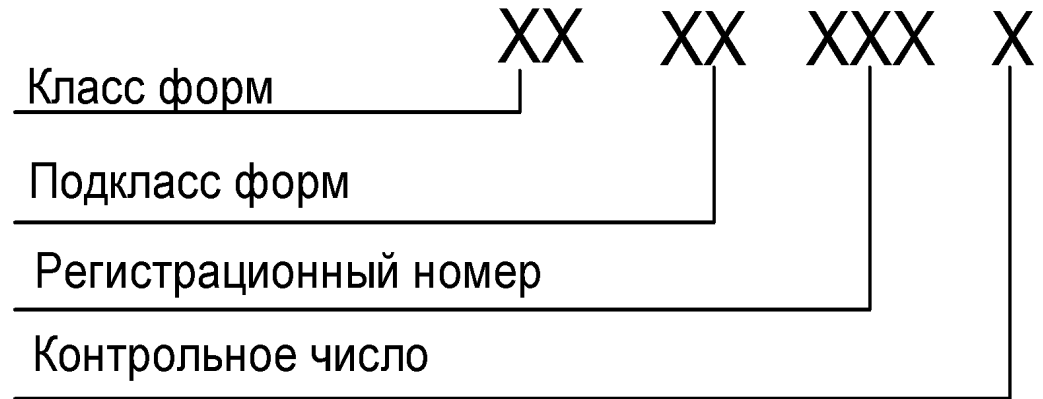 XX XX XXX X
Класс форм
Подкласс форм
Регистрационный номер
Контрольное число